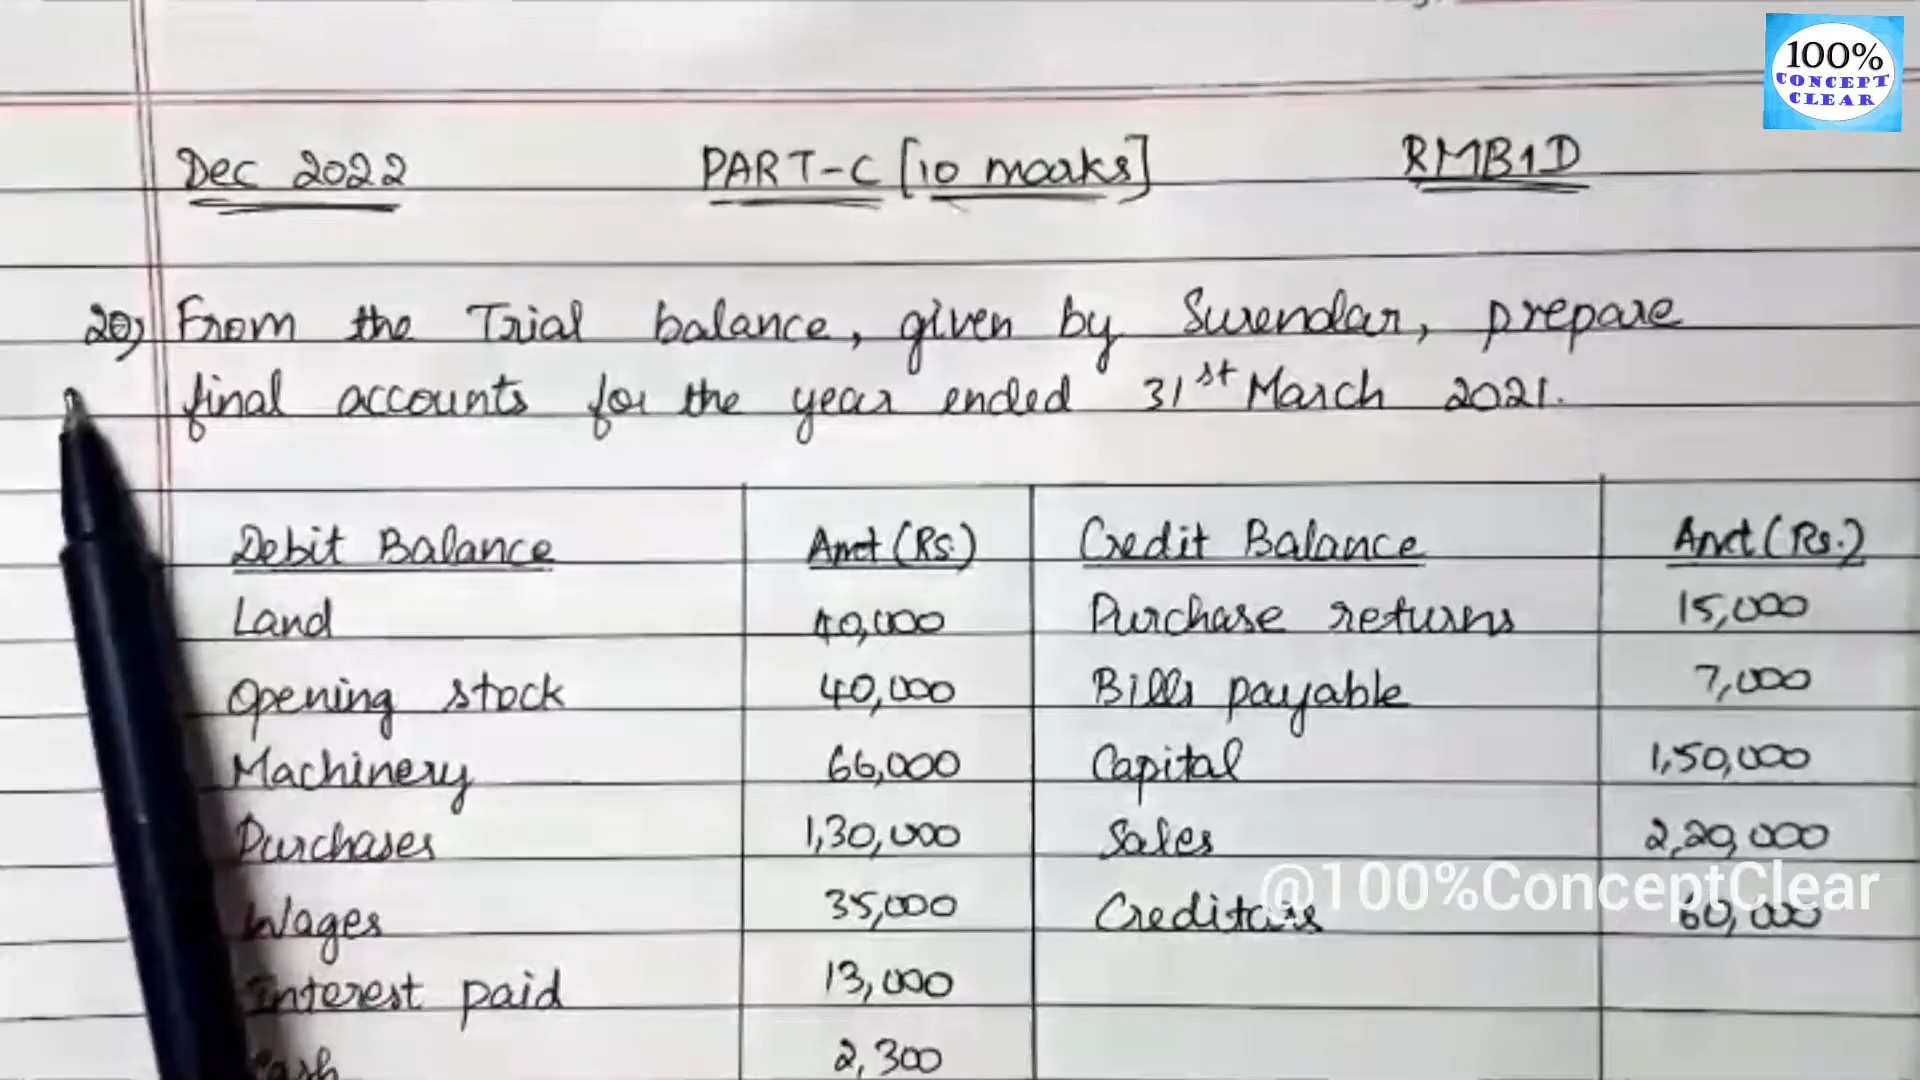 100%
CONCEPT
CLEAR
Dec 2022 PART-C [10 marks] RMB1D
20) From the Trial balance, given by Surendar, prepare
final accounts for the year ended 31st March 2021.
Debit Balance Amt (Rs.) Credit Balance Amt (Rs.)
Land 40,000 Purchase returns 15,000
Opening stock 40,000 Bills payable 7,000
Machinery 66,000 Capital 1,50,000
Purchases 1,30,000 Sales 2,20,000
@100%ConceptClear
Wages 35,000 Creditors 60,000
Interest paid 13,000
Cash 2,300